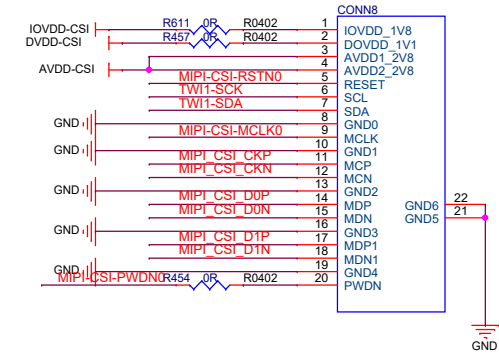 CONN8
IOVDD-CSI R611 0R R0402 1 IOVDD_1V8
DVDD-CSI R457 0R R0402 2 DOVDD_1V1
3 AVDD1_2V8
AVDD-CSI 4 AVDD2_2V8
MIPI-CSI-RSTN0 5 RESET
TWI1-SCK 6 SCL
TWI1-SDA 7 SDA
GND 8 GND0
MIPI-CSI-MCLK0 9 MCLK
GND 10 GND1
MIPI_CSI_CKP 11 MCP
MIPI_CSI_CKN 12 MCN
GND 13 GND2
MIPI_CSI_D0P 14 MDP GND6 22
MIPI_CSI_D0N 15 MDN GND5 21
GND 16 GND3
MIPI_CSI_D1P 17 MDP1
MIPI_CSI_D1N 18 MDN1
GND 19 GND4
MIPI-CSI-PWDN0 R454 0R R0402 20 PWDN
GND